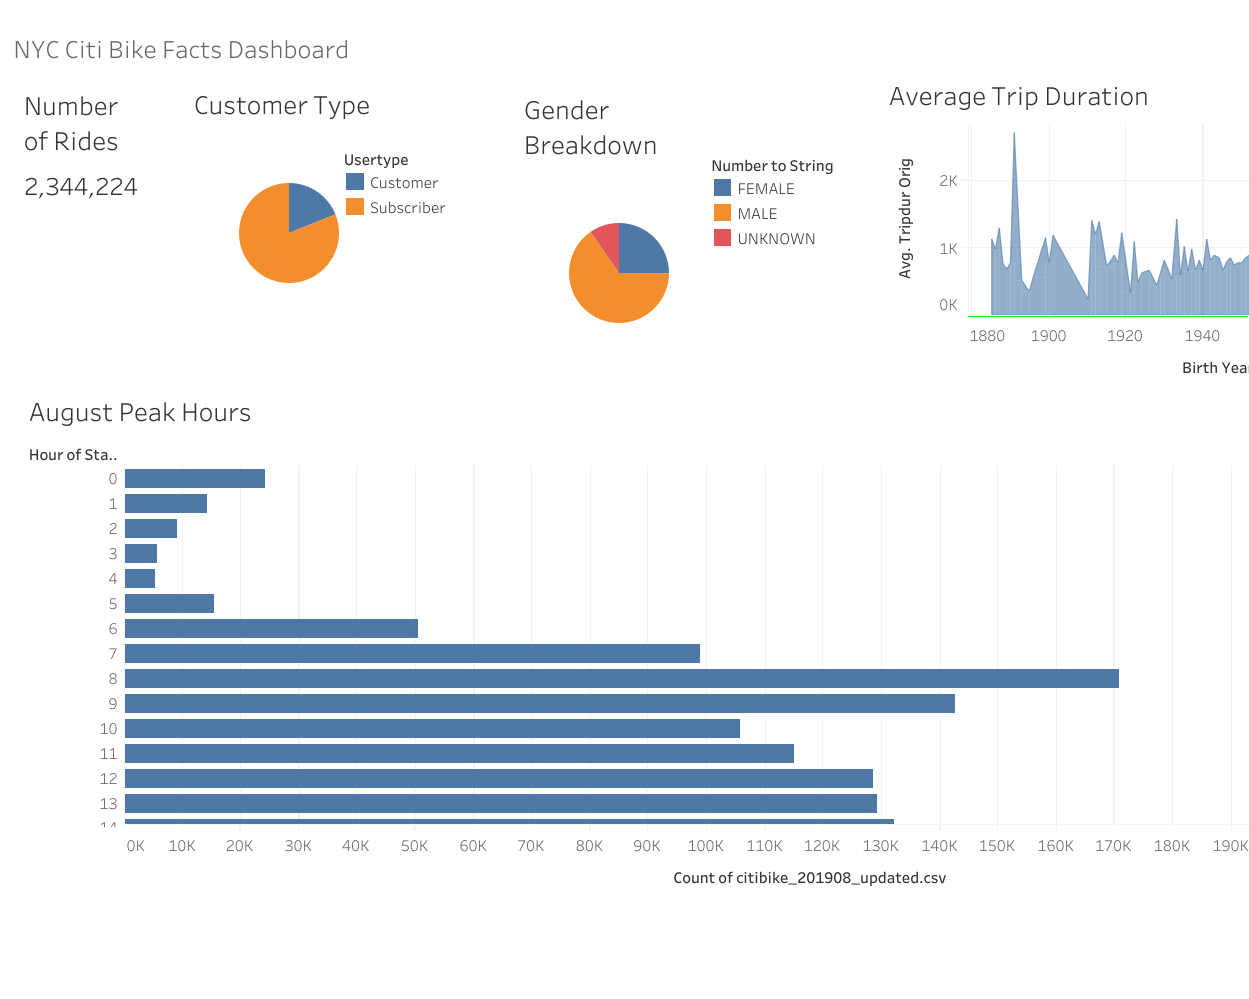 NYC Citi Bike Facts Dashboard
Number
of Rides
2,344,224
Customer Type
Usertype
Customer
Subscriber
Gender
Breakdown
Number to String
FEMALE
MALE
UNKNOWN
Average Trip Duration
Avg. Tripdur Orig
2K
1K
0K
1880 1900 1920 1940
Birth Year
August Peak Hours
Hour of Sta..
0
1
2
3
4
5
6
7
8
9
10
11
12
13
14
0K 10K 20K 30K 40K 50K 60K 70K 80K 90K 100K 110K 120K 130K 140K 150K 160K 170K 180K 190K
Count of citibike_201908_updated.csv